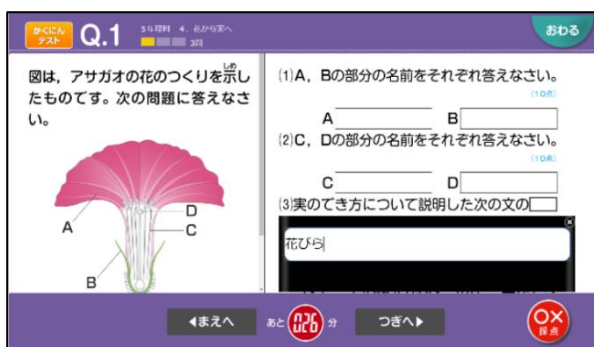 かくにんテスト Q.1 5年理科 4. 花から実へ 3問
おわる
図は，アサガオの花のつくりを示し
しめ
たものです。次の問題に答えなさ
い。
A
B
D
C
(1)A，Bの部分の名前をそれぞれ答えなさい。
(10点)
A B
(2)C，Dの部分の名前をそれぞれ答えなさい。
(10点)
C D
(3)実のでき方について説明した次の文の
花びら
まえへ あと 026 分 つぎへ
OX
採点